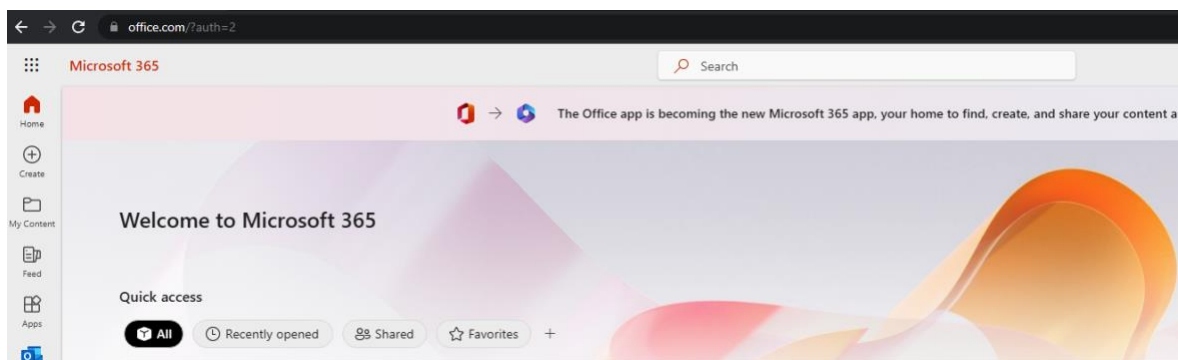 office.com/?auth=2
Microsoft 365
Search
Home
The Office app is becoming the new Microsoft 365 app, your home to find, create, and share your content a
Create
My Content
Welcome to Microsoft 365
Feed
Quick access
Apps
All Recently opened Shared Favorites +